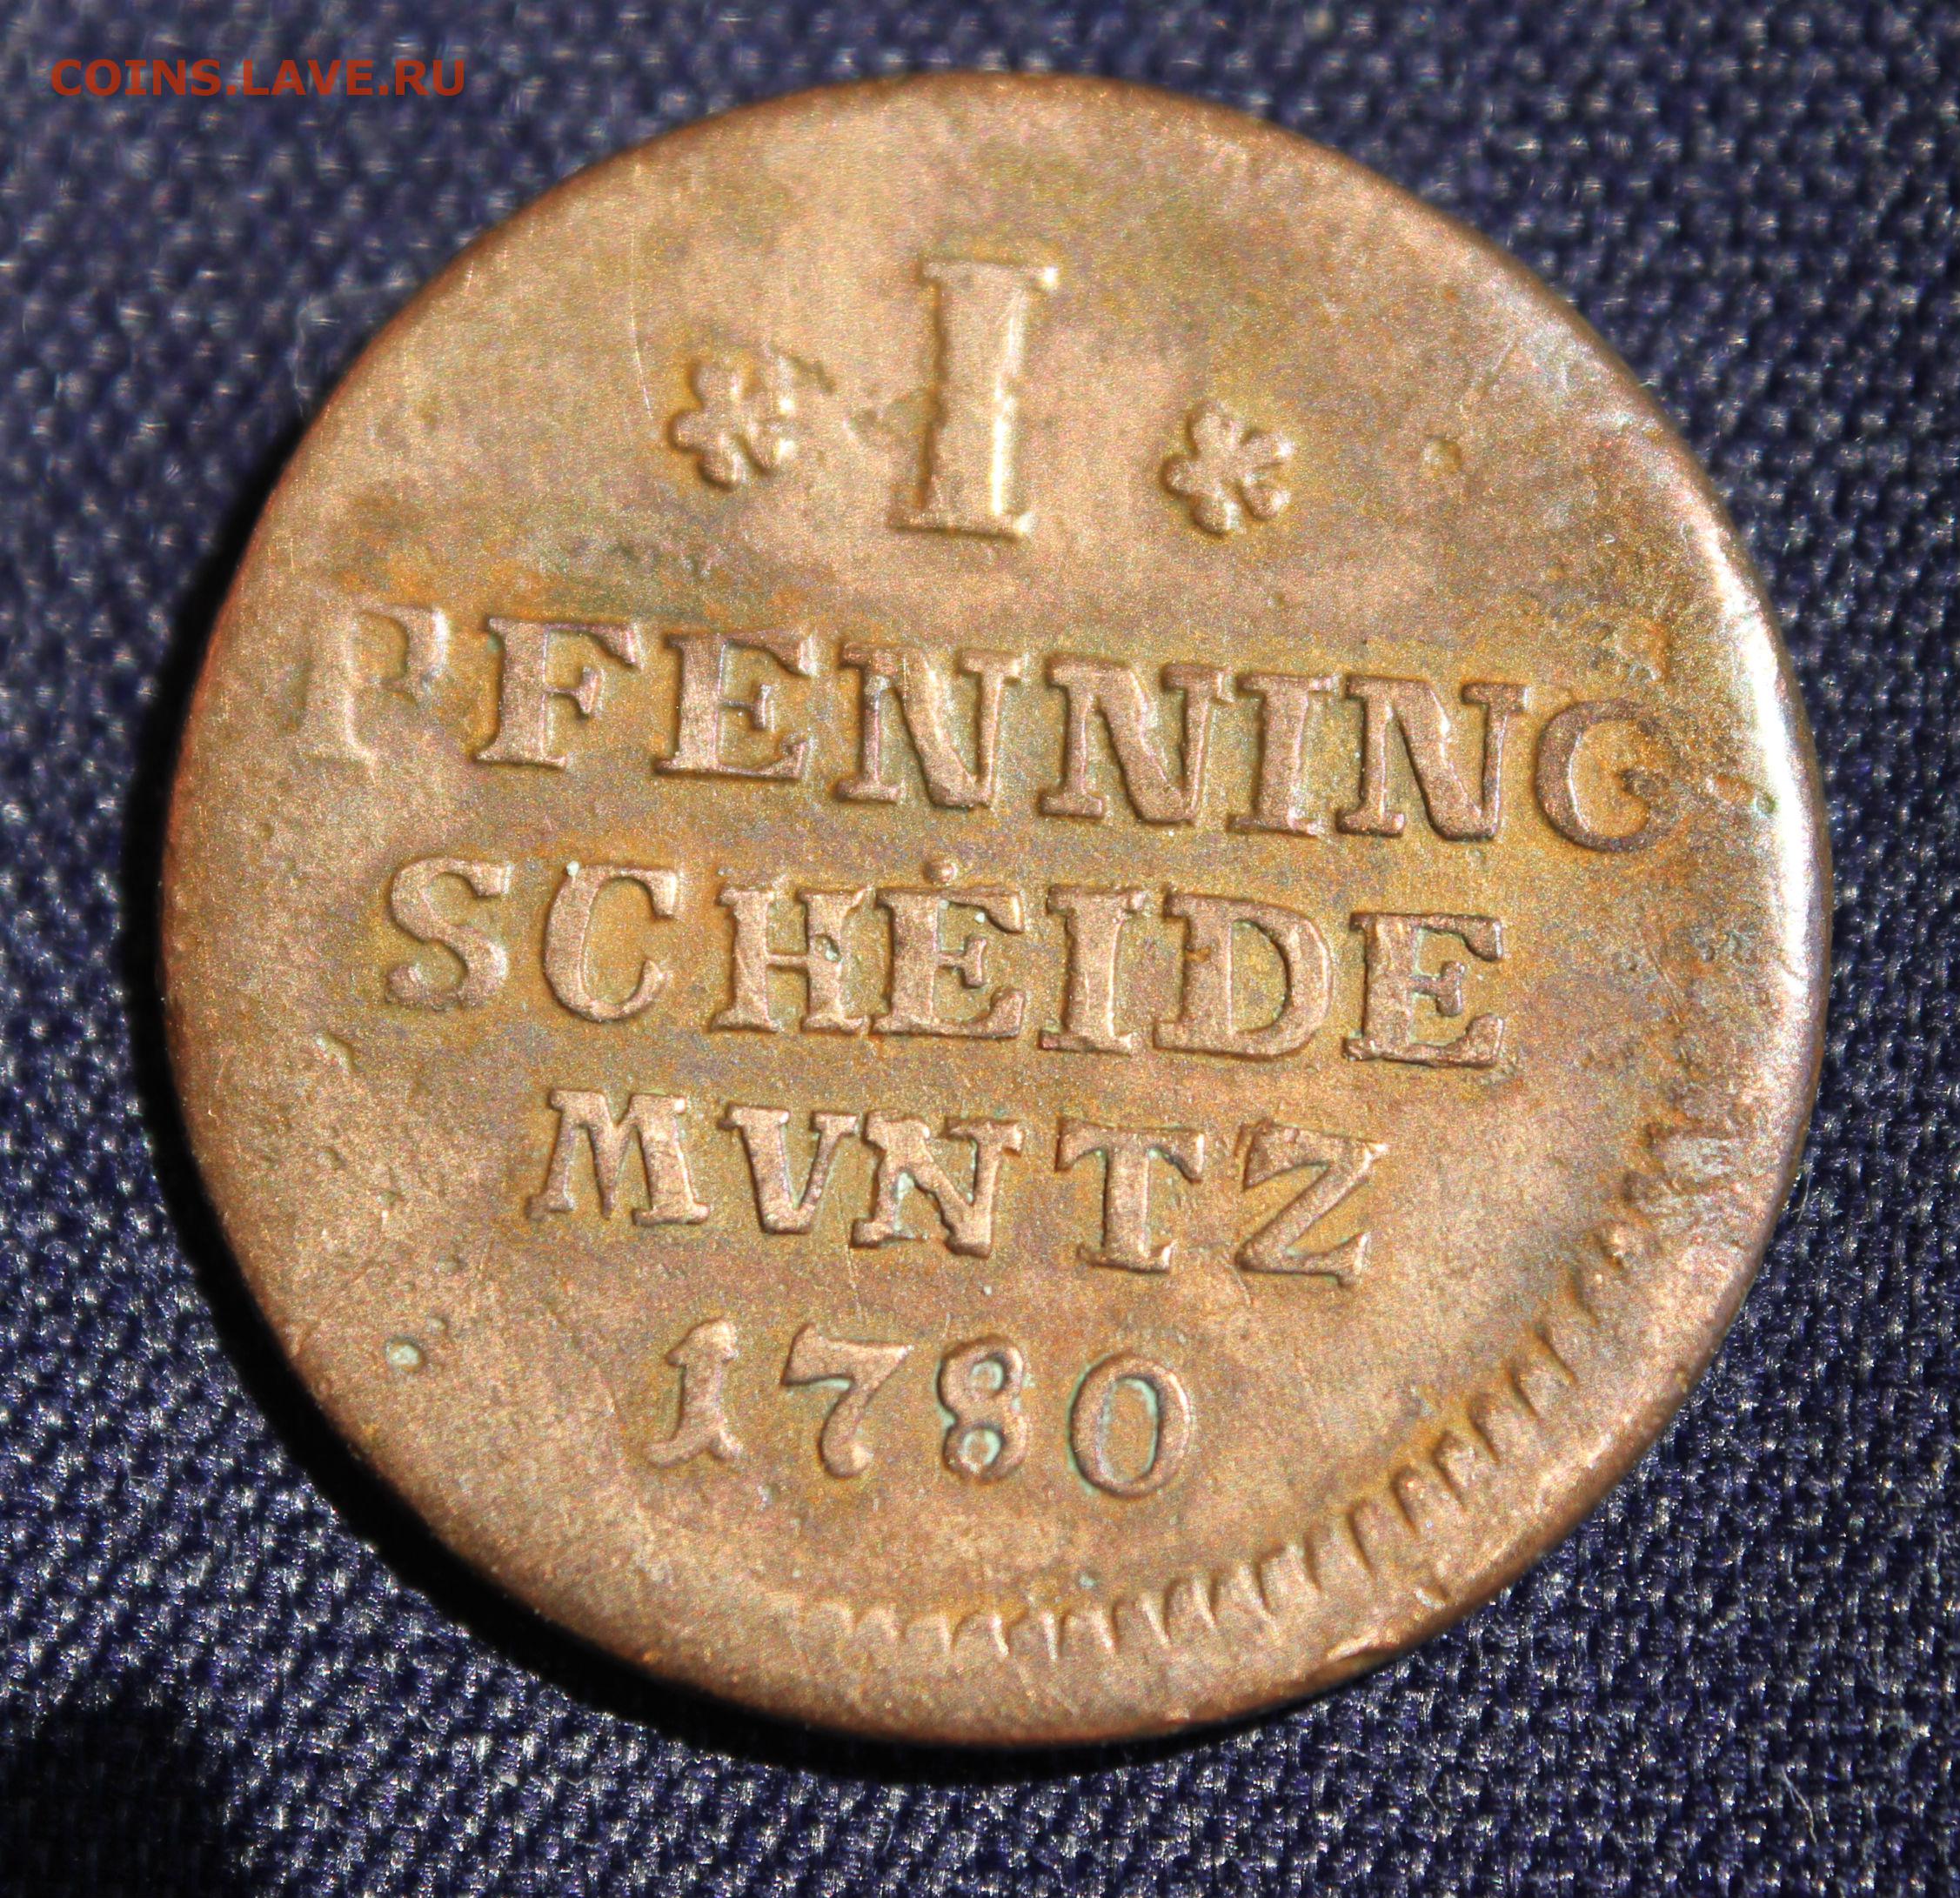 COINS.LAVE.RU
I
PFENNING
SCHEIDE
MVNTZ
1780